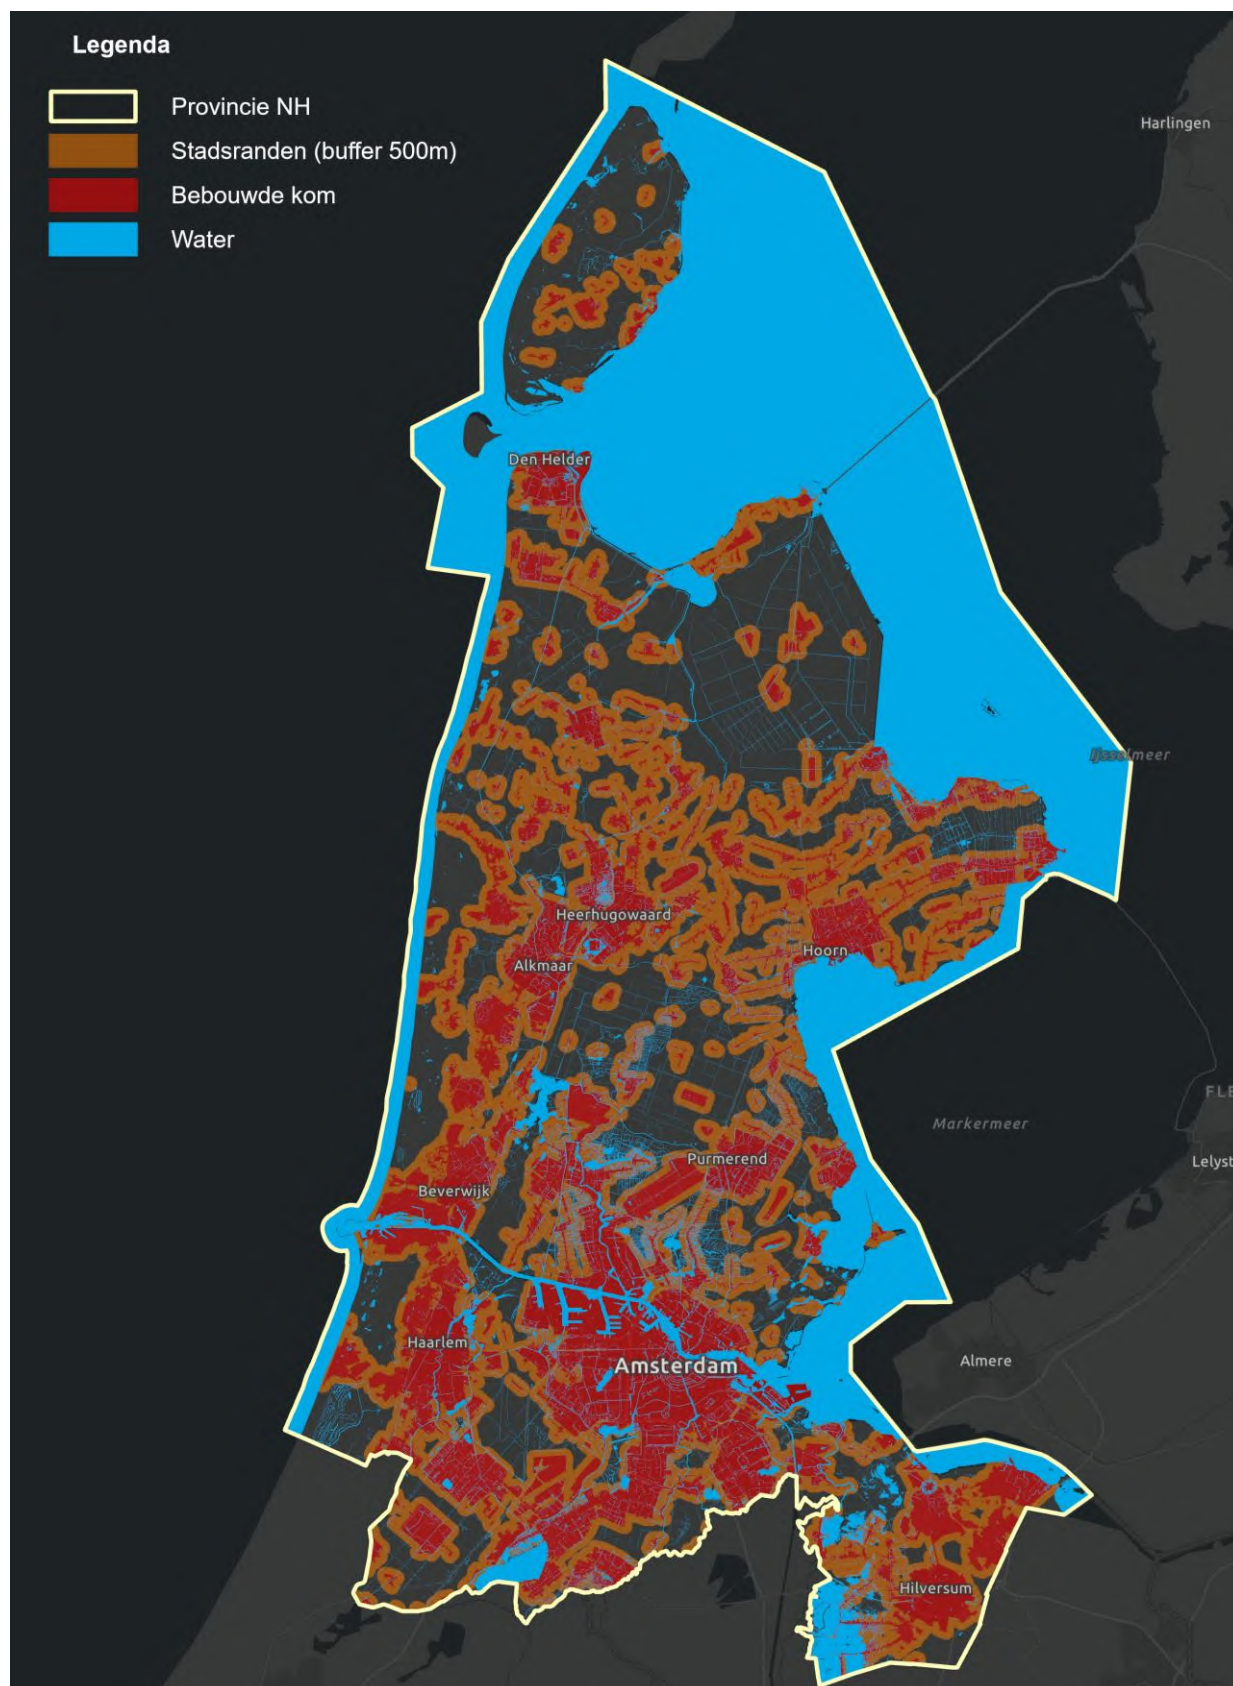 Legenda
Provincie NH
Stadsranden (buffer 500m)
Bebouwde kom
Water
Harlingen
Den Helder
Ijsselmeer
Heerhugowaard
Hoorn
Alkmaar
FLE
Markermeer
Purmerend
Lelyst
Beverwijk
Haarlem
Amsterdam
Almere
Hilversum